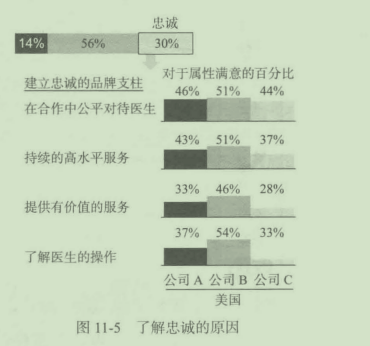 忠诚
14% 56% 30%
建立忠诚的品牌支柱
对于属性满意的百分比
46% 51% 44%
在合作中公平对待医生
43% 51% 37%
持续的高水平服务
33% 46% 28%
提供有价值的服务
37% 54% 33%
了解医生的操作
公司 A 公司 B 公司 C
美国
图 11-5 了解忠诚的原因